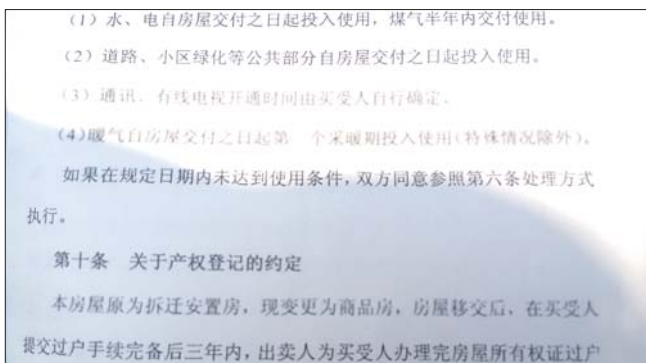 (1) 水、电自房屋交付之日起投入使用，煤气半年内交付使用。
(2) 道路、小区绿化等公共部分自房屋交付之日起投入使用。
(3) 通讯、有线电视开通时间由买受人自行确定。
(4)暖气自房屋交付之日起第 个采暖期投入使用(特殊情况除外)。
如果在规定日期内未达到使用条件，双方同意参照第六条处理方式
执行。
第十条 关于产权登记的约定
本房屋原为拆迁安置房，现变更为商品房，房屋移交后，在买受人
提交过户手续完备后三年内，出卖人为买受人办理完房屋所有权证过户